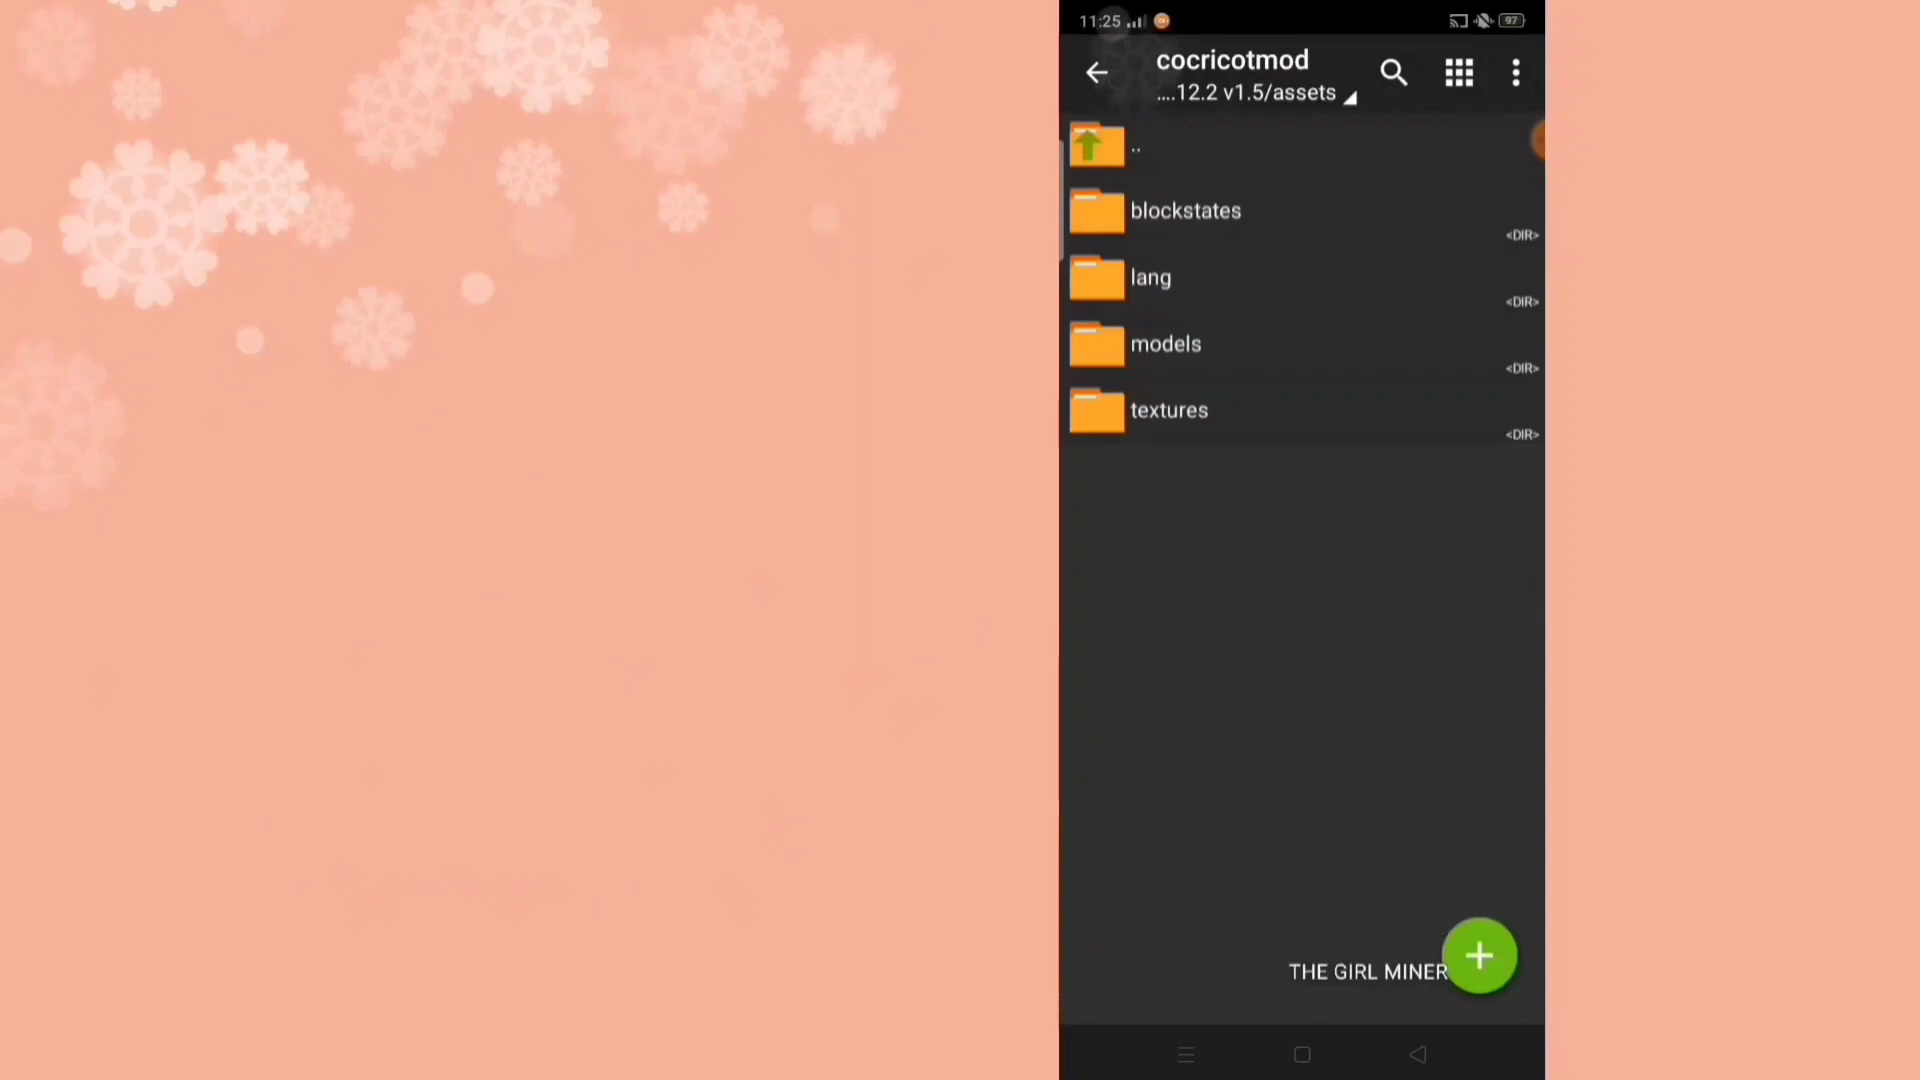 11:25
97
cocricotmod
....12.2 v1.5/assets
..
blockstates
<DIR>
lang
<DIR>
models
<DIR>
textures
<DIR>
THE GIRL MINER